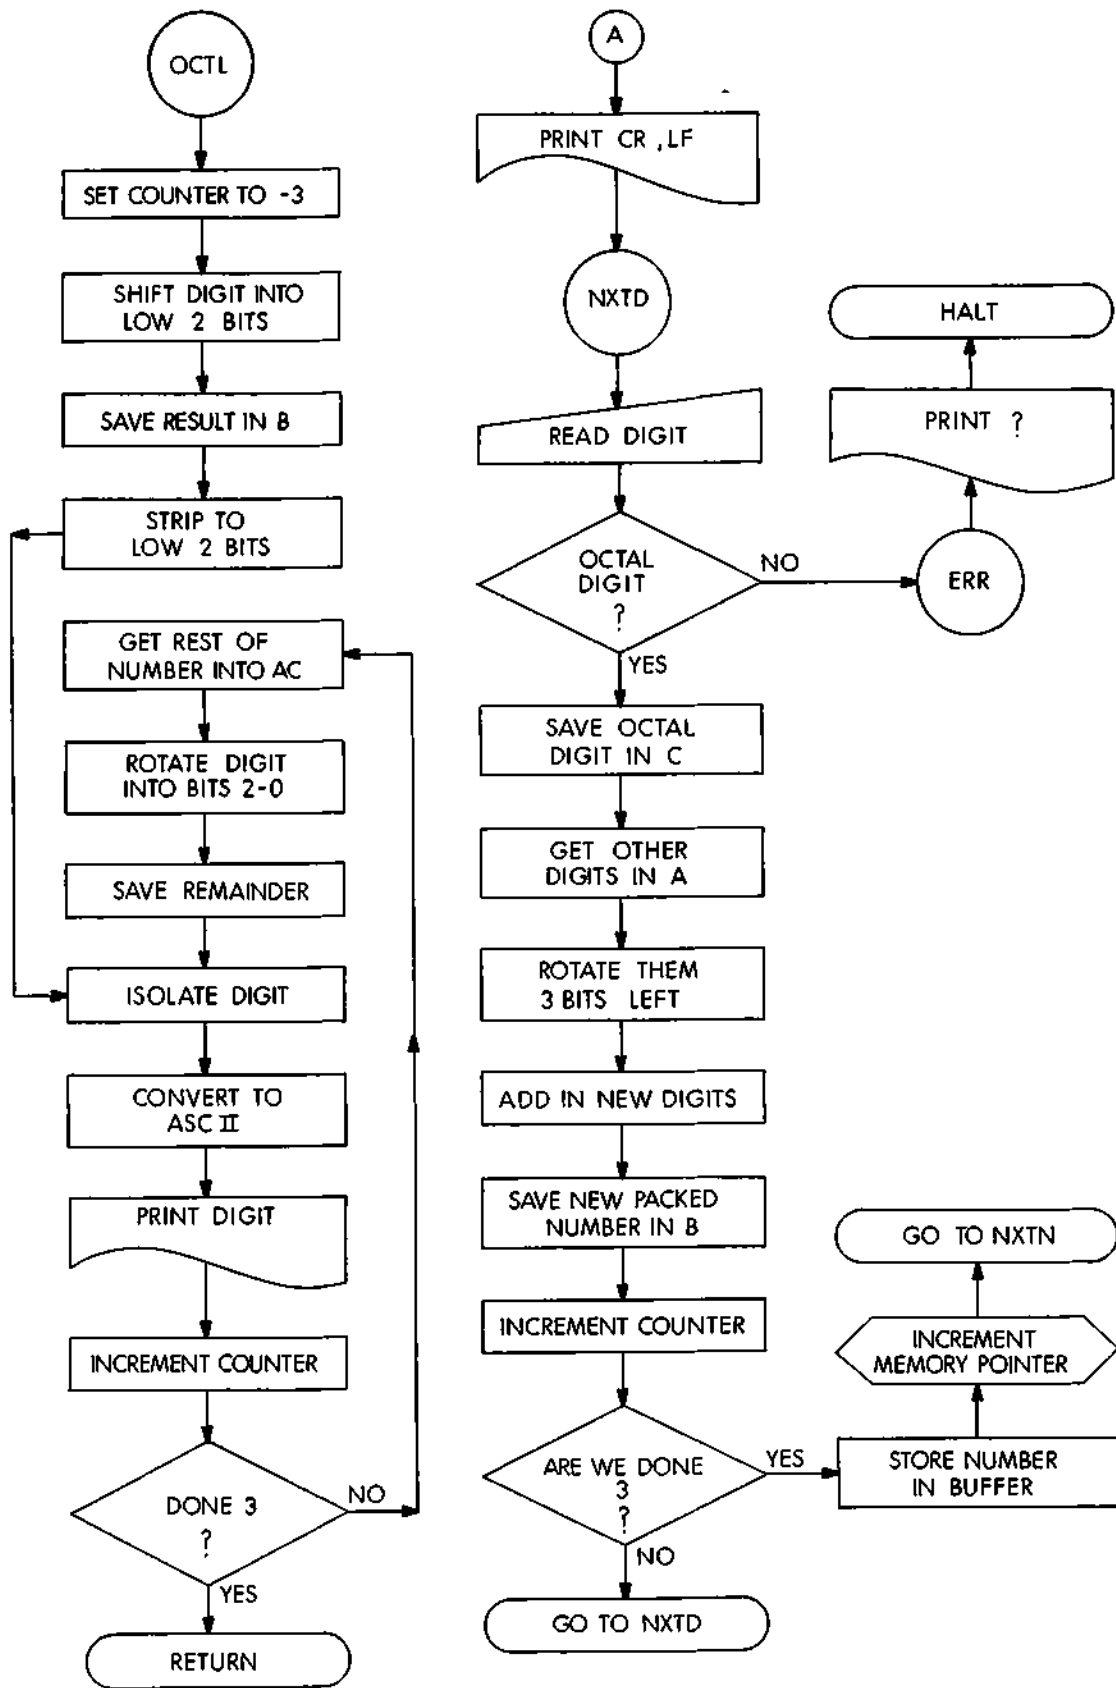 OCTL
SET COUNTER TO -3
SHIFT DIGIT INTO
LOW 2 BITS
SAVE RESULT IN B
STRIP TO
LOW 2 BITS
GET REST OF
NUMBER INTO AC
ROTATE DIGIT
INTO BITS 2-0
SAVE REMAINDER
ISOLATE DIGIT
CONVERT TO
ASC II
PRINT DIGIT
INCREMENT COUNTER
DONE 3
?
NO
YES
RETURN
A
PRINT CR , LF
NXTD
READ DIGIT
OCTAL
DIGIT
?
NO
ERR
PRINT ?
HALT
YES
SAVE OCTAL
DIGIT IN C
GET OTHER
DIGITS IN A
ROTATE THEM
3 BITS LEFT
ADD IN NEW DIGITS
SAVE NEW PACKED
NUMBER IN B
INCREMENT COUNTER
ARE WE DONE
3
?
YES
STORE NUMBER
IN BUFFER
INCREMENT
MEMORY POINTER
GO TO NXTN
NO
GO TO NXTD